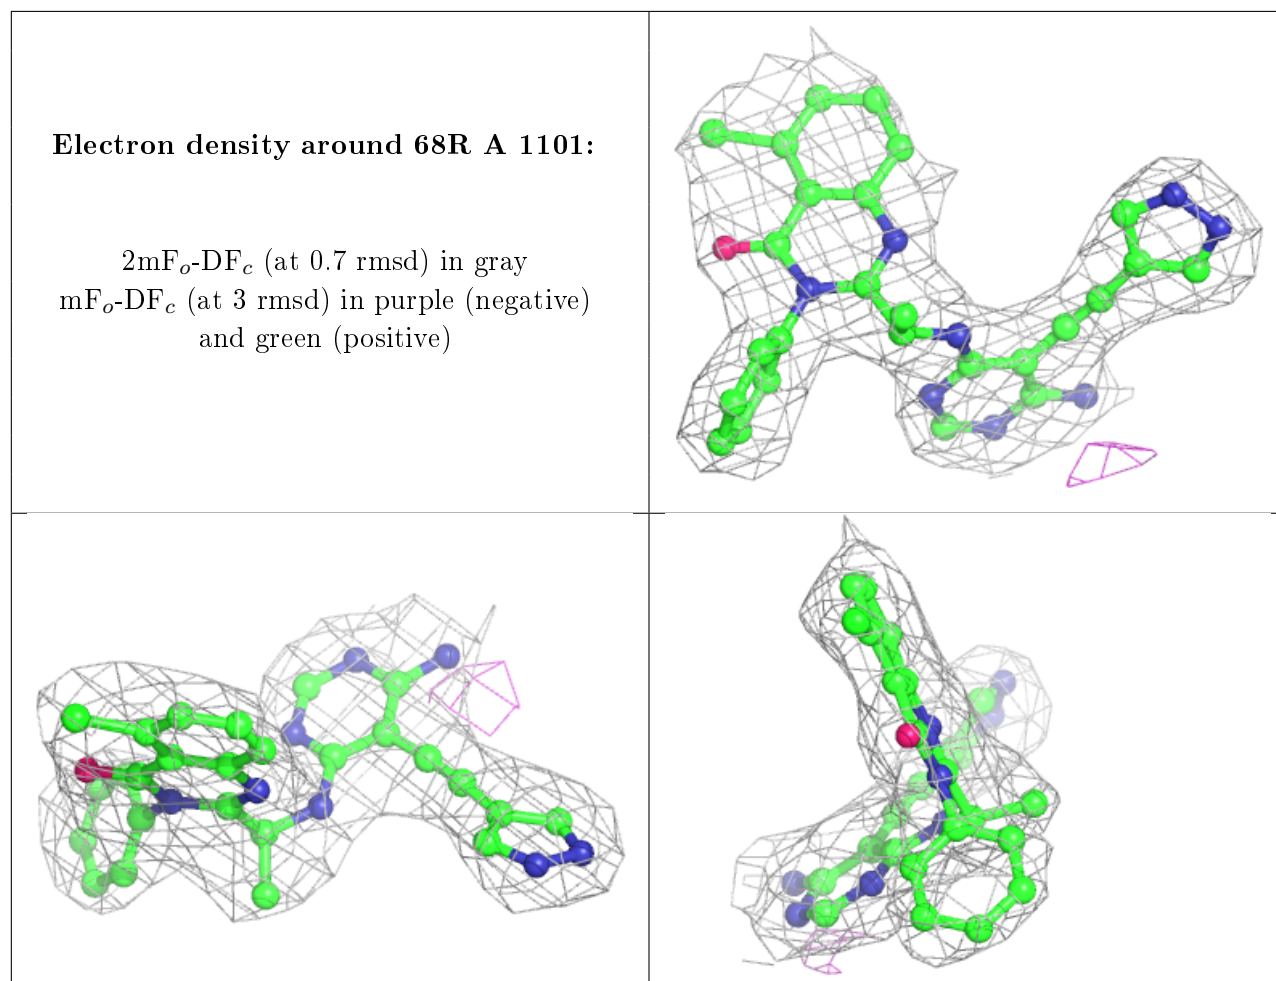 Electron density around 68R A 1101:
2mFo-DFc (at 0.7 rmsd) in gray
mFo-DFc (at 3 rmsd) in purple (negative)
and green (positive)